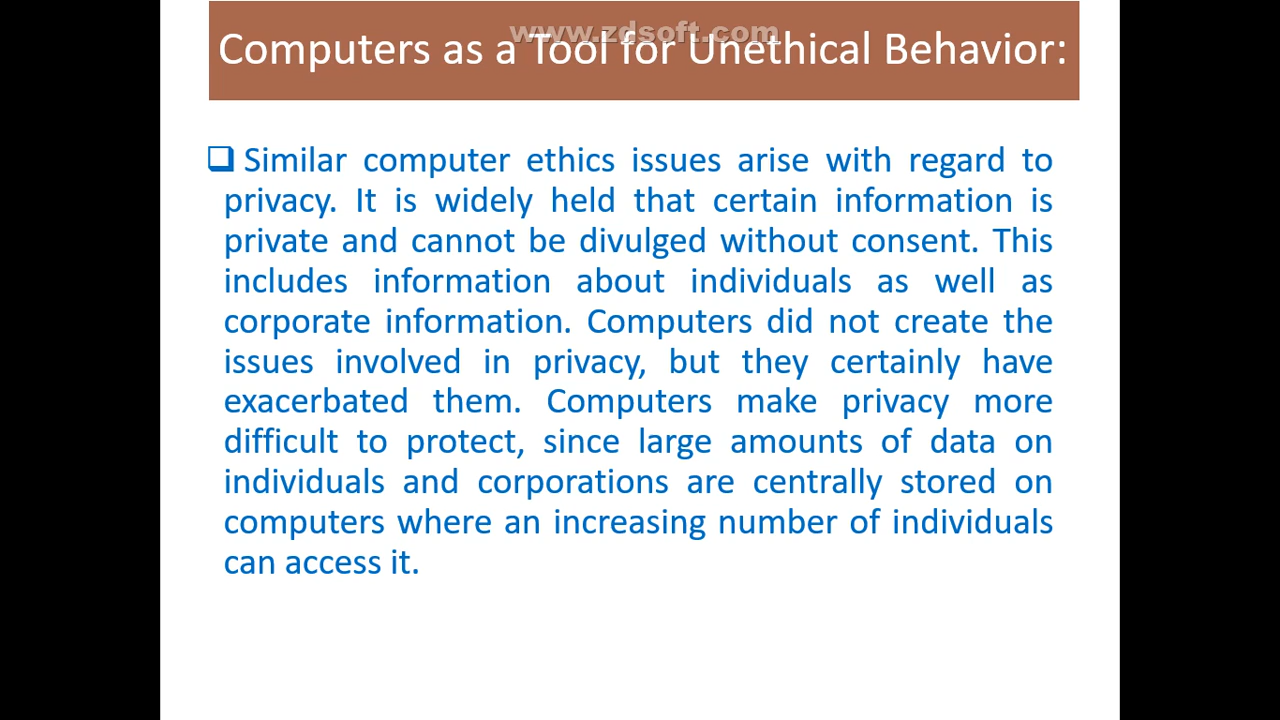 www.zdsoft.com
Computers as a Tool for Unethical Behavior:
❑ Similar computer ethics issues arise with regard to
privacy. It is widely held that certain information is
private and cannot be divulged without consent. This
includes information about individuals as well as
corporate information. Computers did not create the
issues involved in privacy, but they certainly have
exacerbated them. Computers make privacy more
difficult to protect, since large amounts of data on
individuals and corporations are centrally stored on
computers where an increasing number of individuals
can access it.